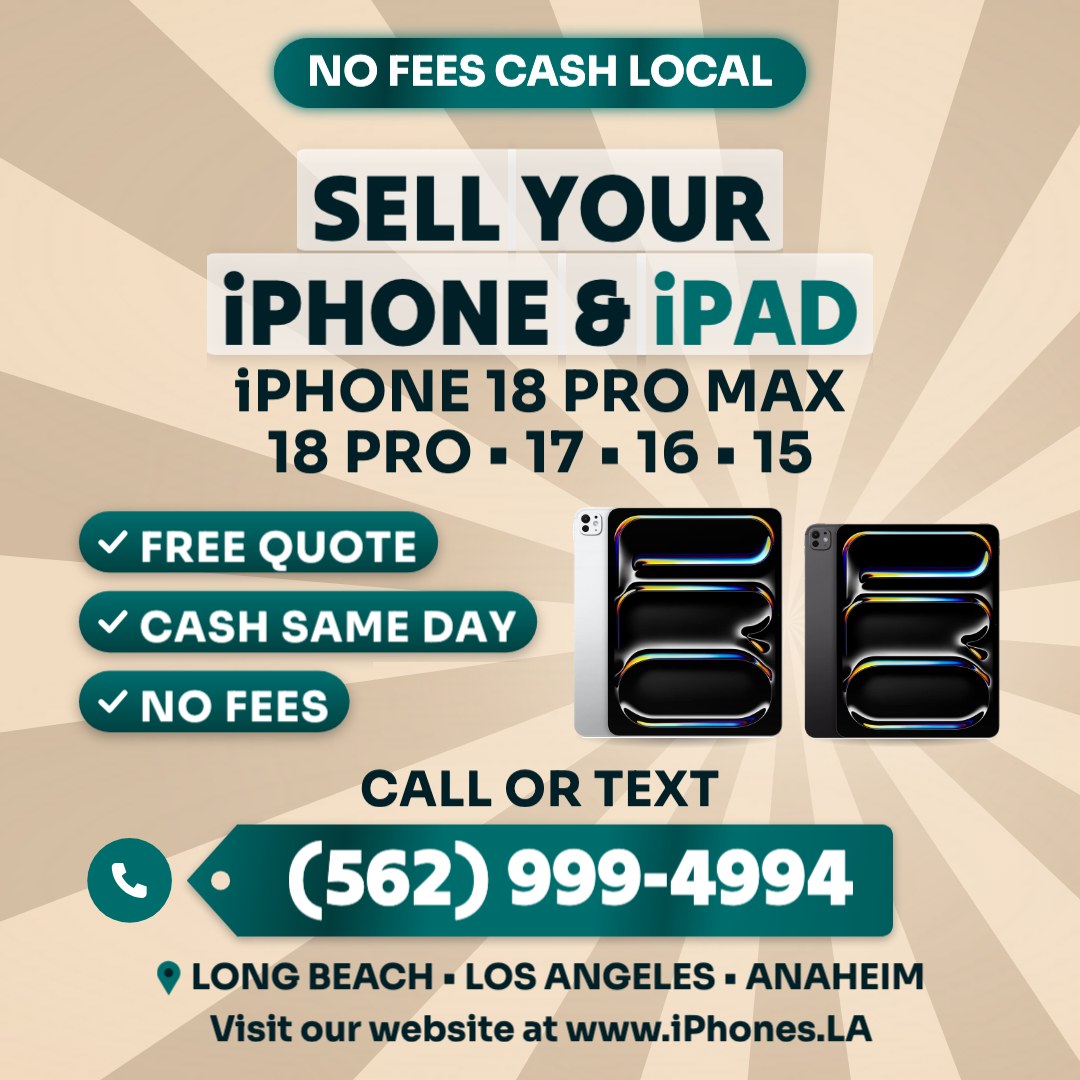 NO FEES CASH LOCAL
SELL YOUR
iPHONE & iPAD
iPHONE 18 PRO MAX
18 PRO ▪ 17 ▪ 16 ▪ 15
FREE QUOTE
CASH SAME DAY
NO FEES
CALL OR TEXT
(562) 999-4994
LONG BEACH ▪ LOS ANGELES ▪ ANAHEIM
Visit our website at www.iPhones.LA